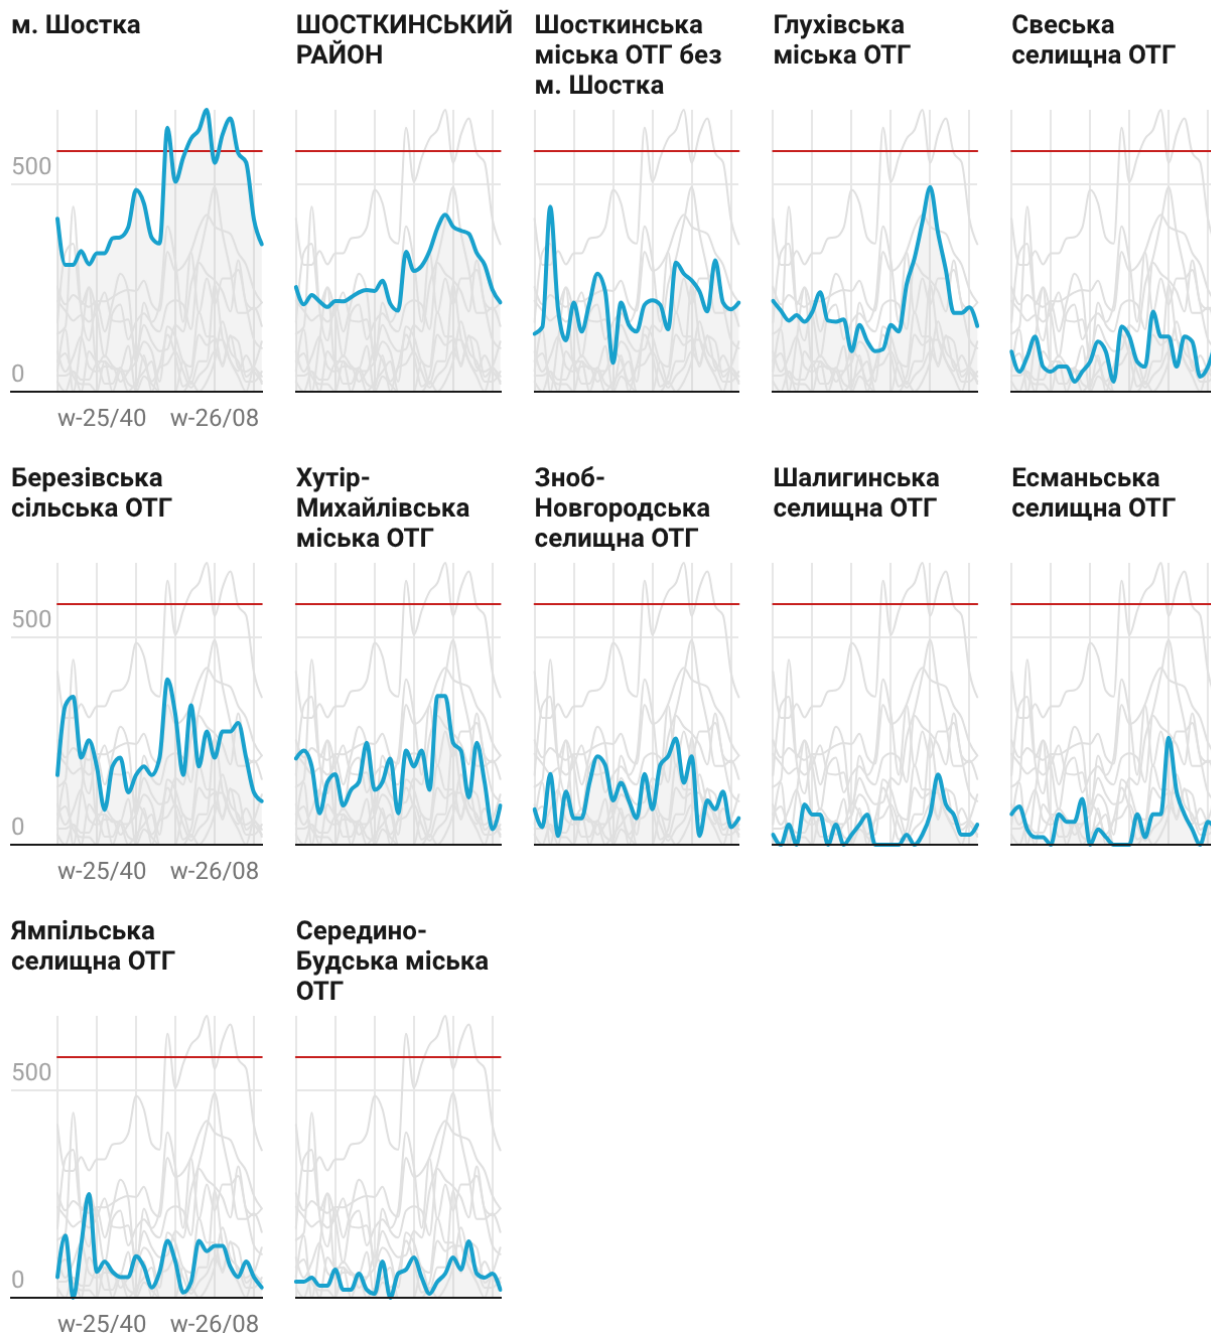 м. Шостка
ШОСТКИНСЬКИЙ
РАЙОН
Шосткинська
міська ОТГ без
м. Шостка
Глухівська
міська ОТГ
Свеська
селищна ОТГ
500
0
w-25/40 w-26/08
Березівська
сільська ОТГ
Хутір-
Михайлівська
міська ОТГ
Зноб-
Новгородська
селищна ОТГ
Шалигинська
селищна ОТГ
Есманьська
селищна ОТГ
500
0
w-25/40 w-26/08
Ямпільська
селищна ОТГ
Середино-
Будська міська
ОТГ
500
0
w-25/40 w-26/08